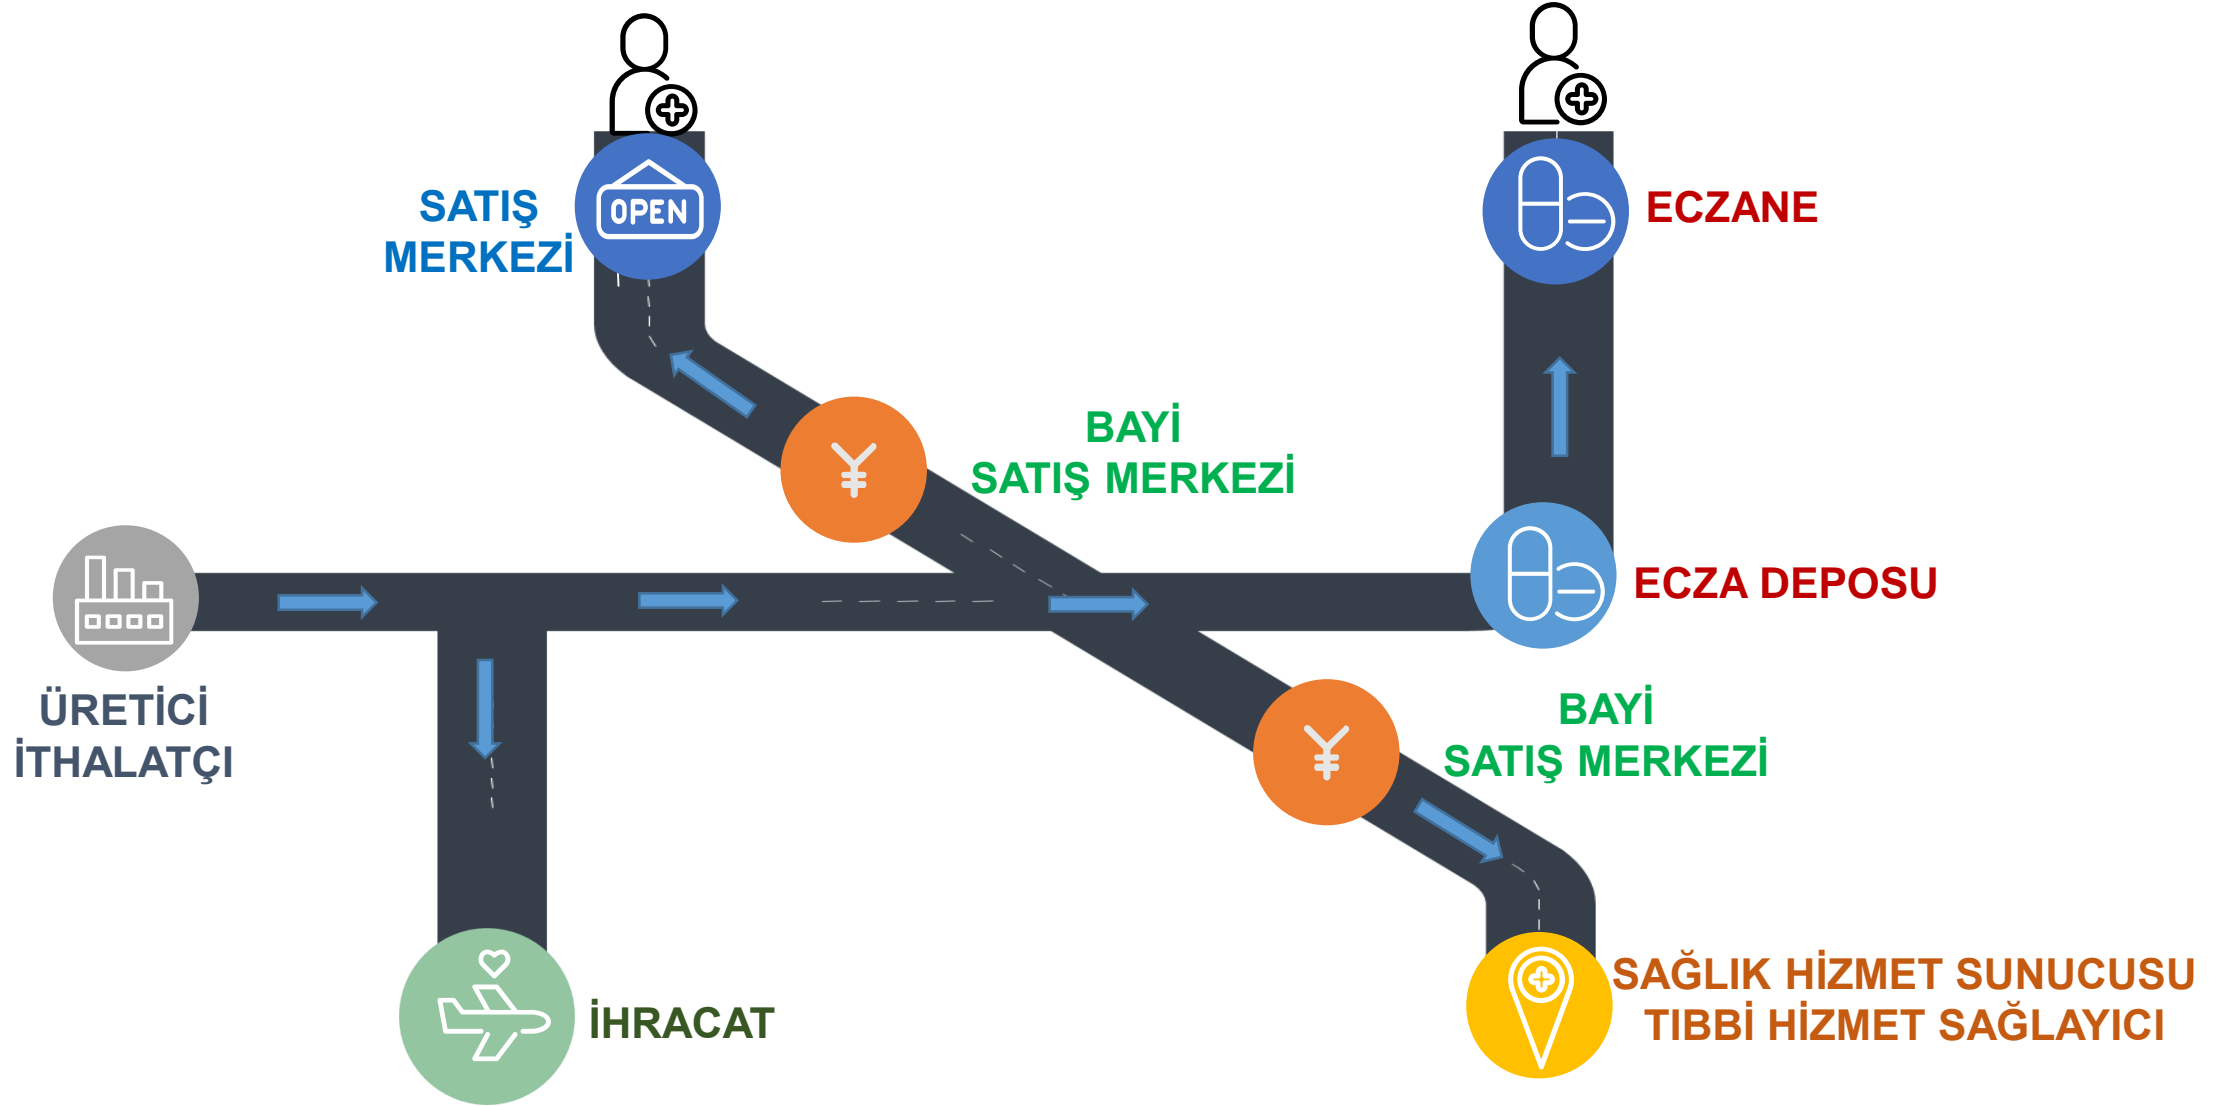 SATIŞ
MERKEZİ
OPEN
ECZANE
BAYİ
SATIŞ MERKEZİ
ECZA DEPOSU
ÜRETİCİ
İTHALATÇI
BAYİ
SATIŞ MERKEZİ
İHRACAT
SAĞLIK HİZMET SUNUCUSU
TIBBİ HİZMET SAĞLAYICI